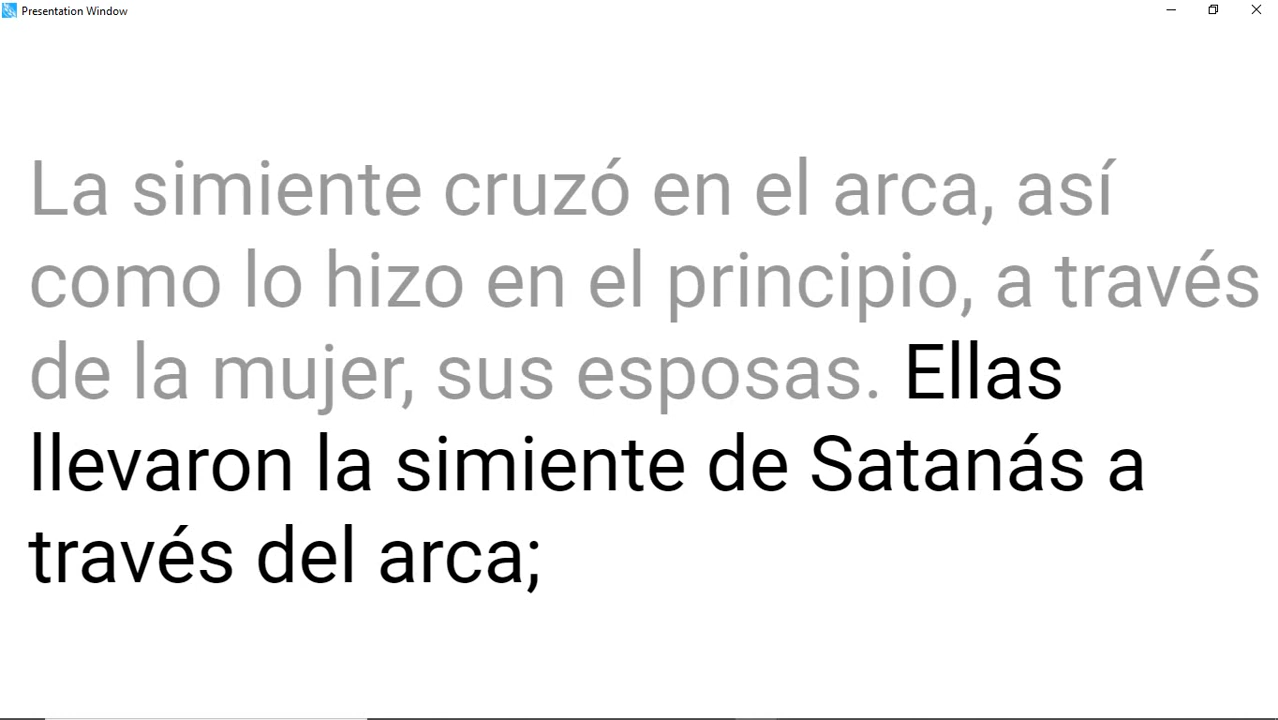 Presentation Window
La simiente cruzó en el arca, así
como lo hizo en el principio, a través
de la mujer, sus esposas. Ellas
llevaron la simiente de Satanás a
través del arca;